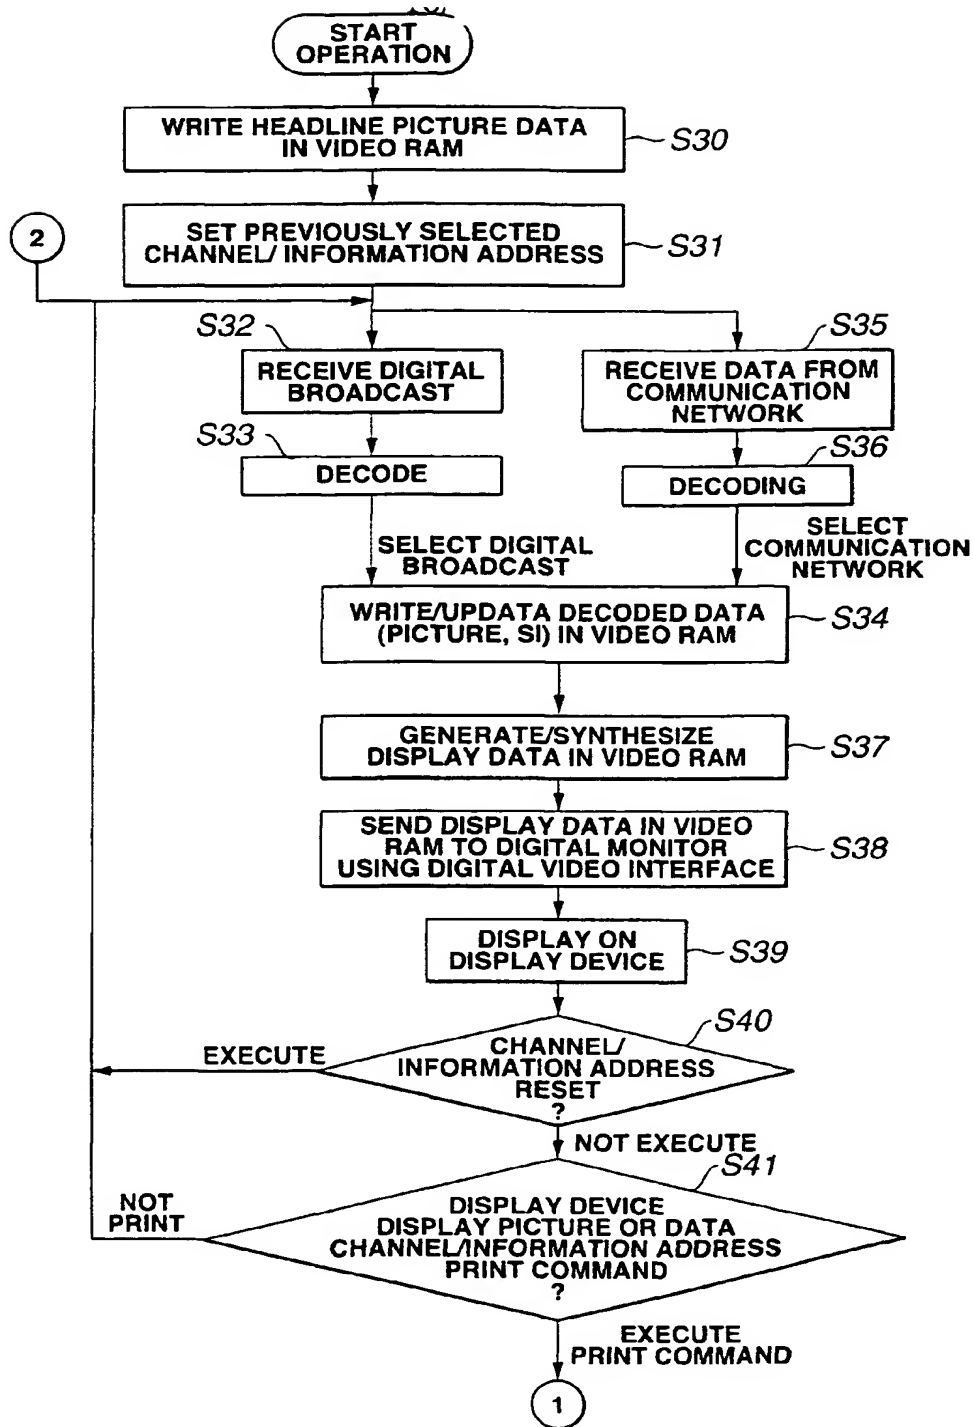 START
OPERATION
WRITE HEADLINE PICTURE DATA
IN VIDEO RAM
S30
SET PREVIOUSLY SELECTED
CHANNEL/ INFORMATION ADDRESS
S31
2
S32
RECEIVE DIGITAL
BROADCAST
S35
RECEIVE DATA FROM
COMMUNICATION
NETWORK
S33
DECODE
S36
DECODING
SELECT DIGITAL
BROADCAST
SELECT
COMMUNICATION
NETWORK
WRITE/UPDATA DECODED DATA
(PICTURE, SI) IN VIDEO RAM
S34
GENERATE/SYNTHESIZE
DISPLAY DATA IN VIDEO RAM
S37
SEND DISPLAY DATA IN VIDEO
RAM TO DIGITAL MONITOR
USING DIGITAL VIDEO INTERFACE
S38
DISPLAY ON
DISPLAY DEVICE
S39
S40
EXECUTE
CHANNEL/
INFORMATION ADDRESS
RESET
?
NOT EXECUTE
S41
NOT
PRINT
DISPLAY DEVICE
DISPLAY PICTURE OR DATA
CHANNEL/INFORMATION ADDRESS
PRINT COMMAND
?
EXECUTE
PRINT COMMAND
1